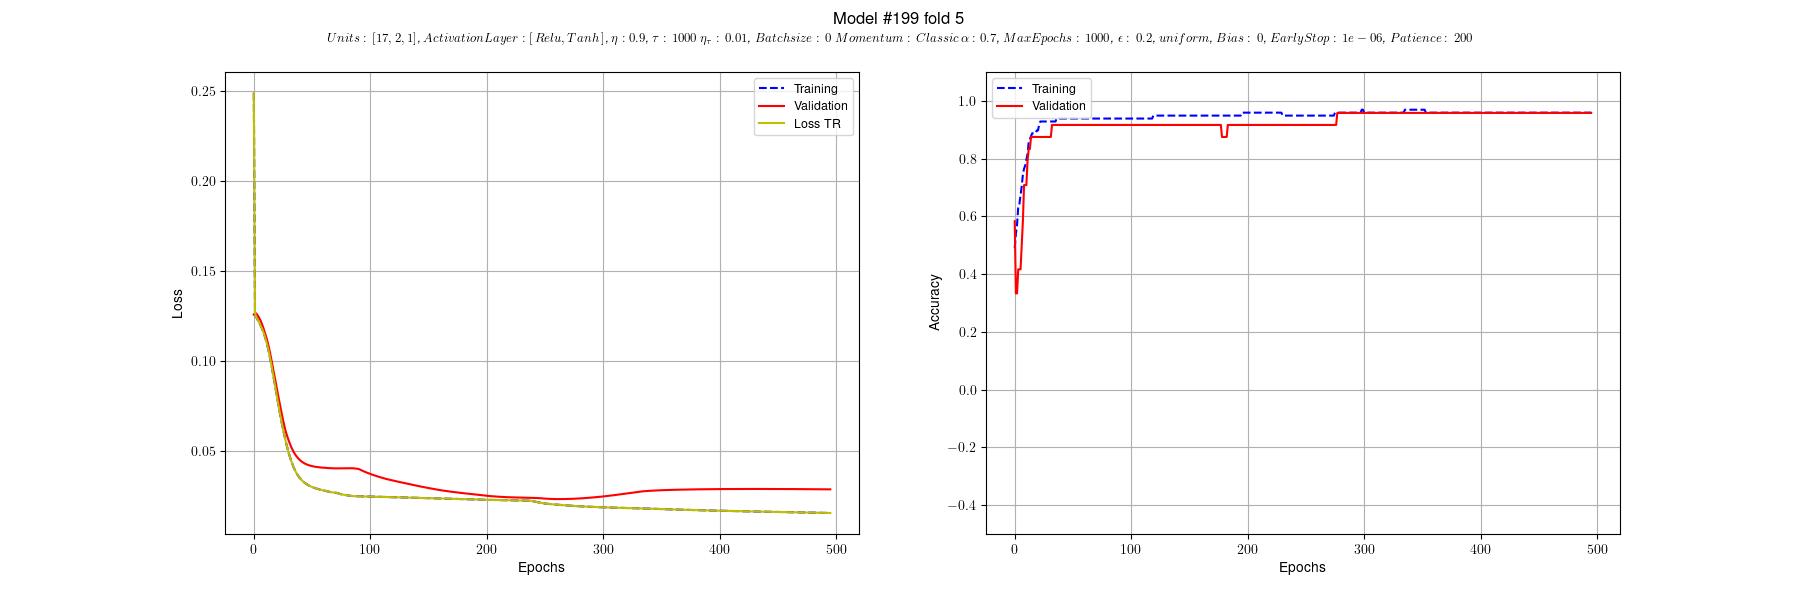 Model #199 fold 5
Units : [17, 2, 1], ActivationLayer : [ Relu, Tanh ], η : 0.9, τ : 1000 ητ : 0.01, Batchsize : 0 Momentum : Classic α : 0.7, MaxEpochs : 1000, ϵ : 0.2, uniform, Bias : 0, EarlyStop : 1e − 06, Patience : 200
Training
Validation
Loss TR
0.25
0.20
0.15
0.10
0.05
Loss
0 100 200 300 400 500
Epochs
Training
Validation
1.0
0.8
0.6
0.4
0.2
0.0
−0.2
−0.4
Accuracy
0 100 200 300 400 500
Epochs